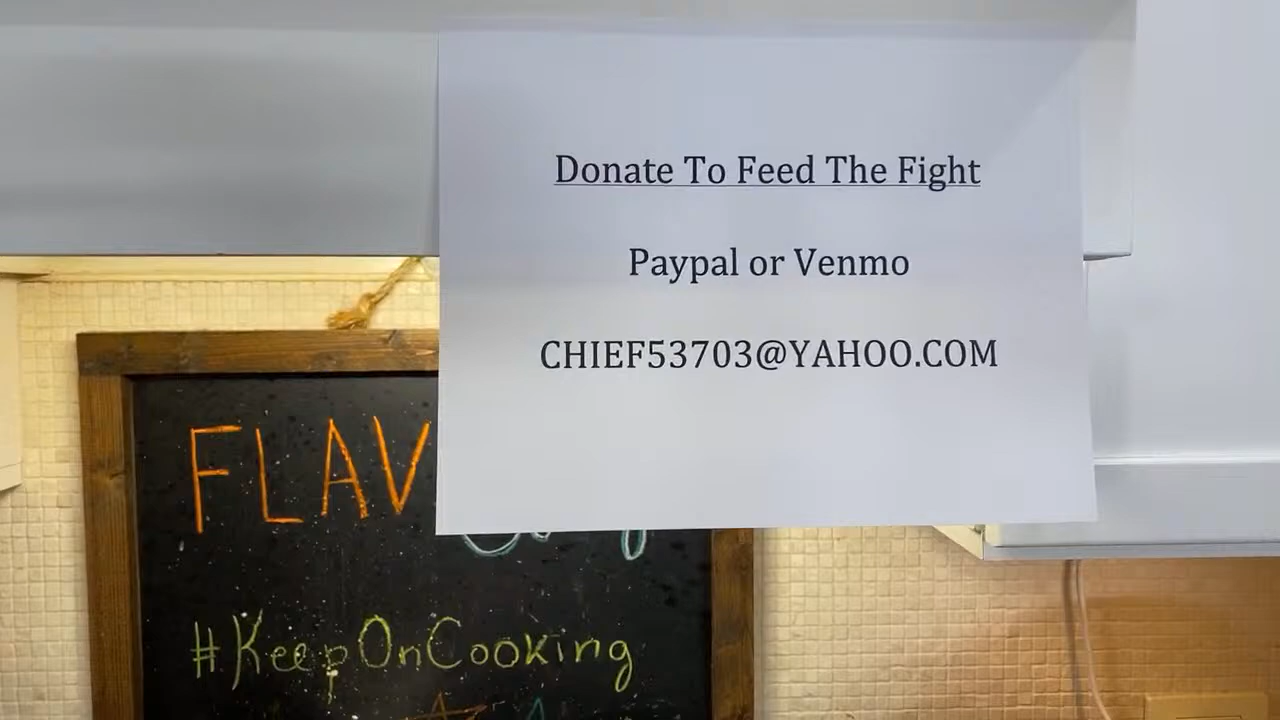 Donate To Feed The Fight
Paypal or Venmo
CHIEF53703@YAHOO.COM
FLAV
#KeepOnCooking